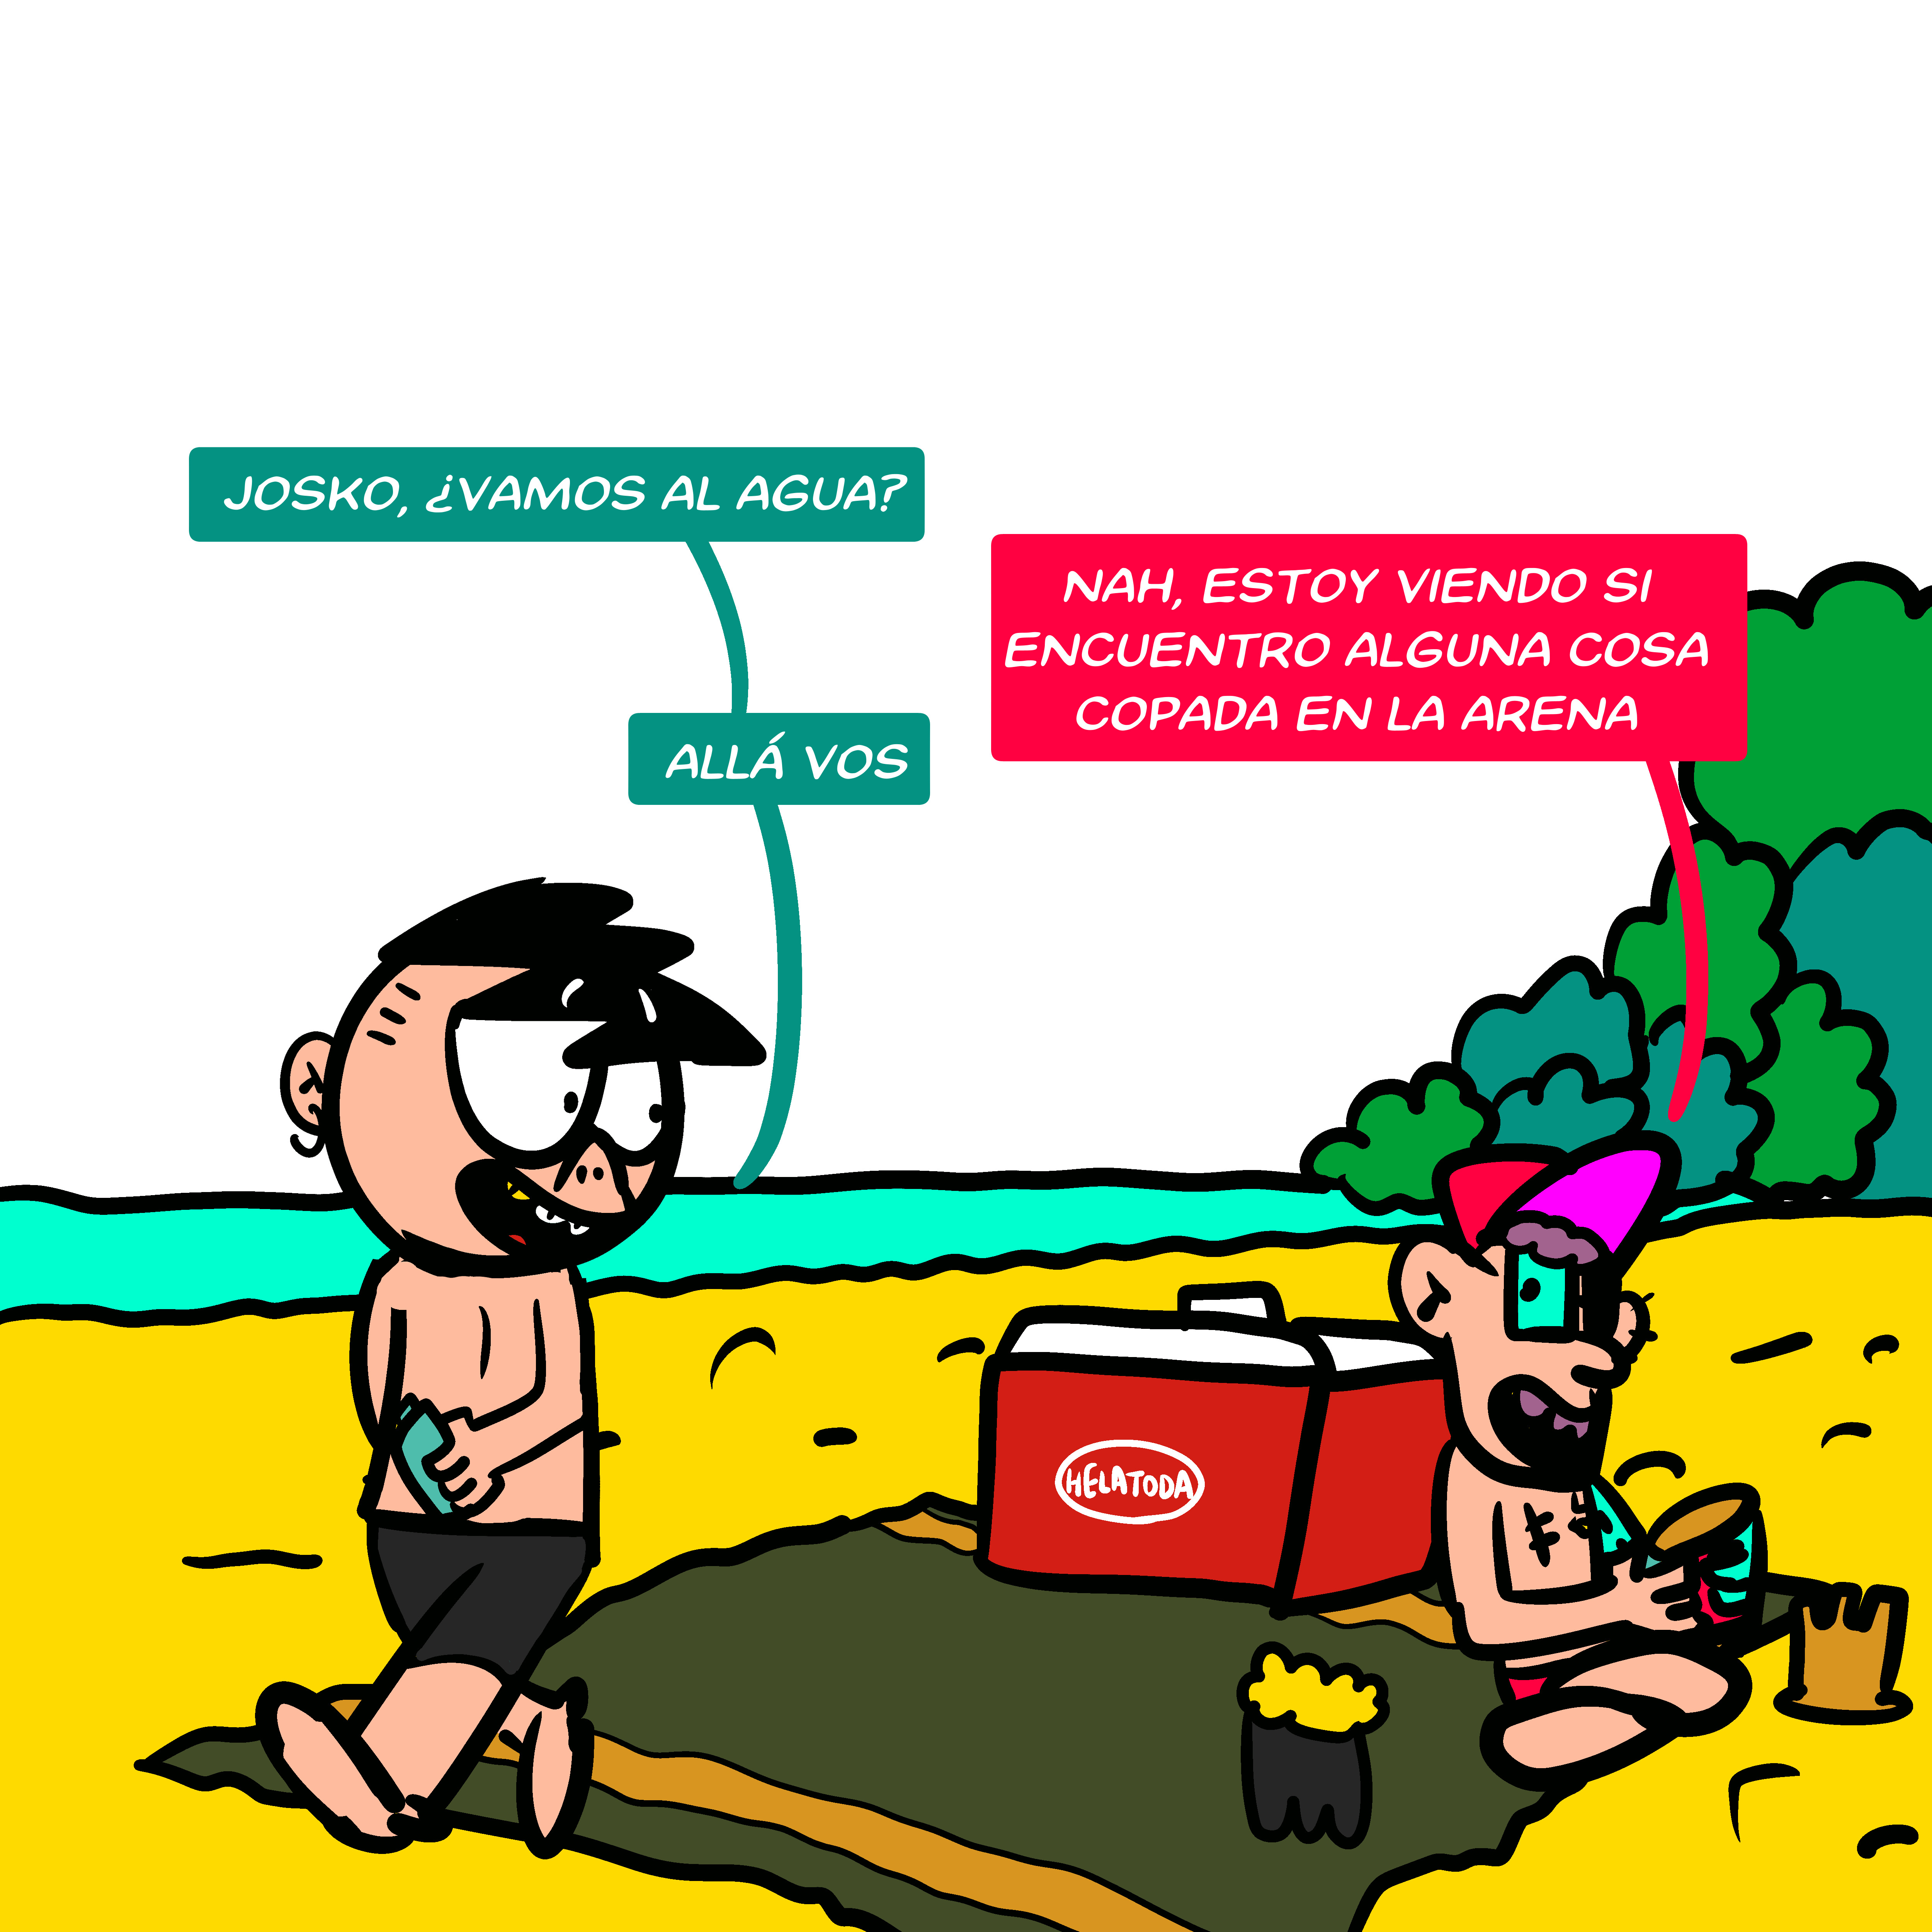 JOSKO, ¿VAMOS AL AGUA?
NAH, ESTOY VIENDO SI
ENCUENTRO ALGUNA COSA
COPADA EN LA ARENA
ALLÁ VOS
HELATODA